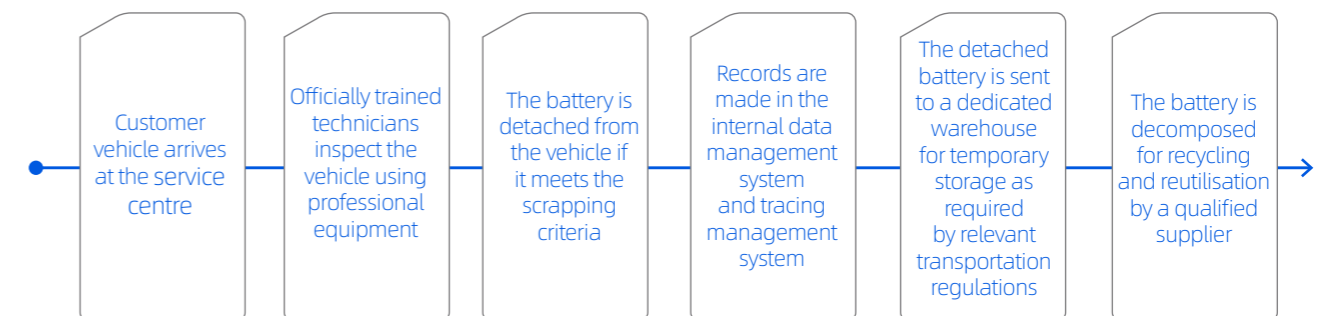 Customer
vehicle arrives
at the service
centre
Officially trained
technicians
inspect the
vehicle using
professional
equipment
The battery is
detached from
the vehicle if
it meets the
scrapping
criteria
Records are
made in the
internal data
management
system
and tracing
management
system
The detached
battery is sent
to a dedicated
warehouse
for temporary
storage as
required
by relevant
transportation
regulations
The battery is
decomposed
for recycling
and reutilisation
by a qualified
supplier